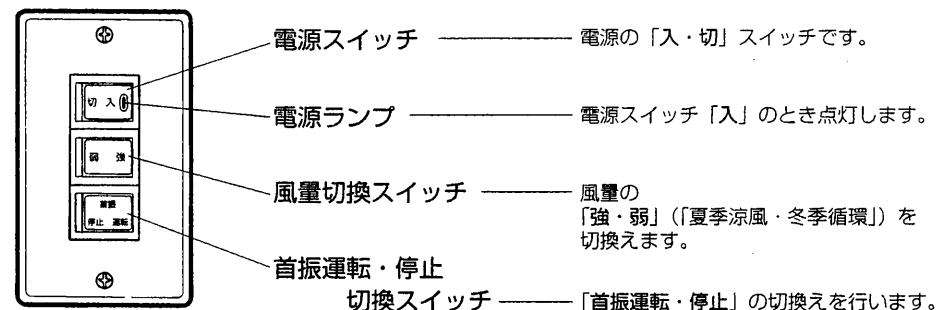 電源スイッチ
電源の「入・切」スイッチです。
切 入
電源ランプ
電源スイッチ「入」のとき点灯します。
弱 強
風量切換スイッチ
風量の
「強・弱」(「夏季涼風・冬季循環」)を
切換えます。
首振
停止 運転
首振運転・停止
切換スイッチ
「首振運転・停止」の切換えを行います。